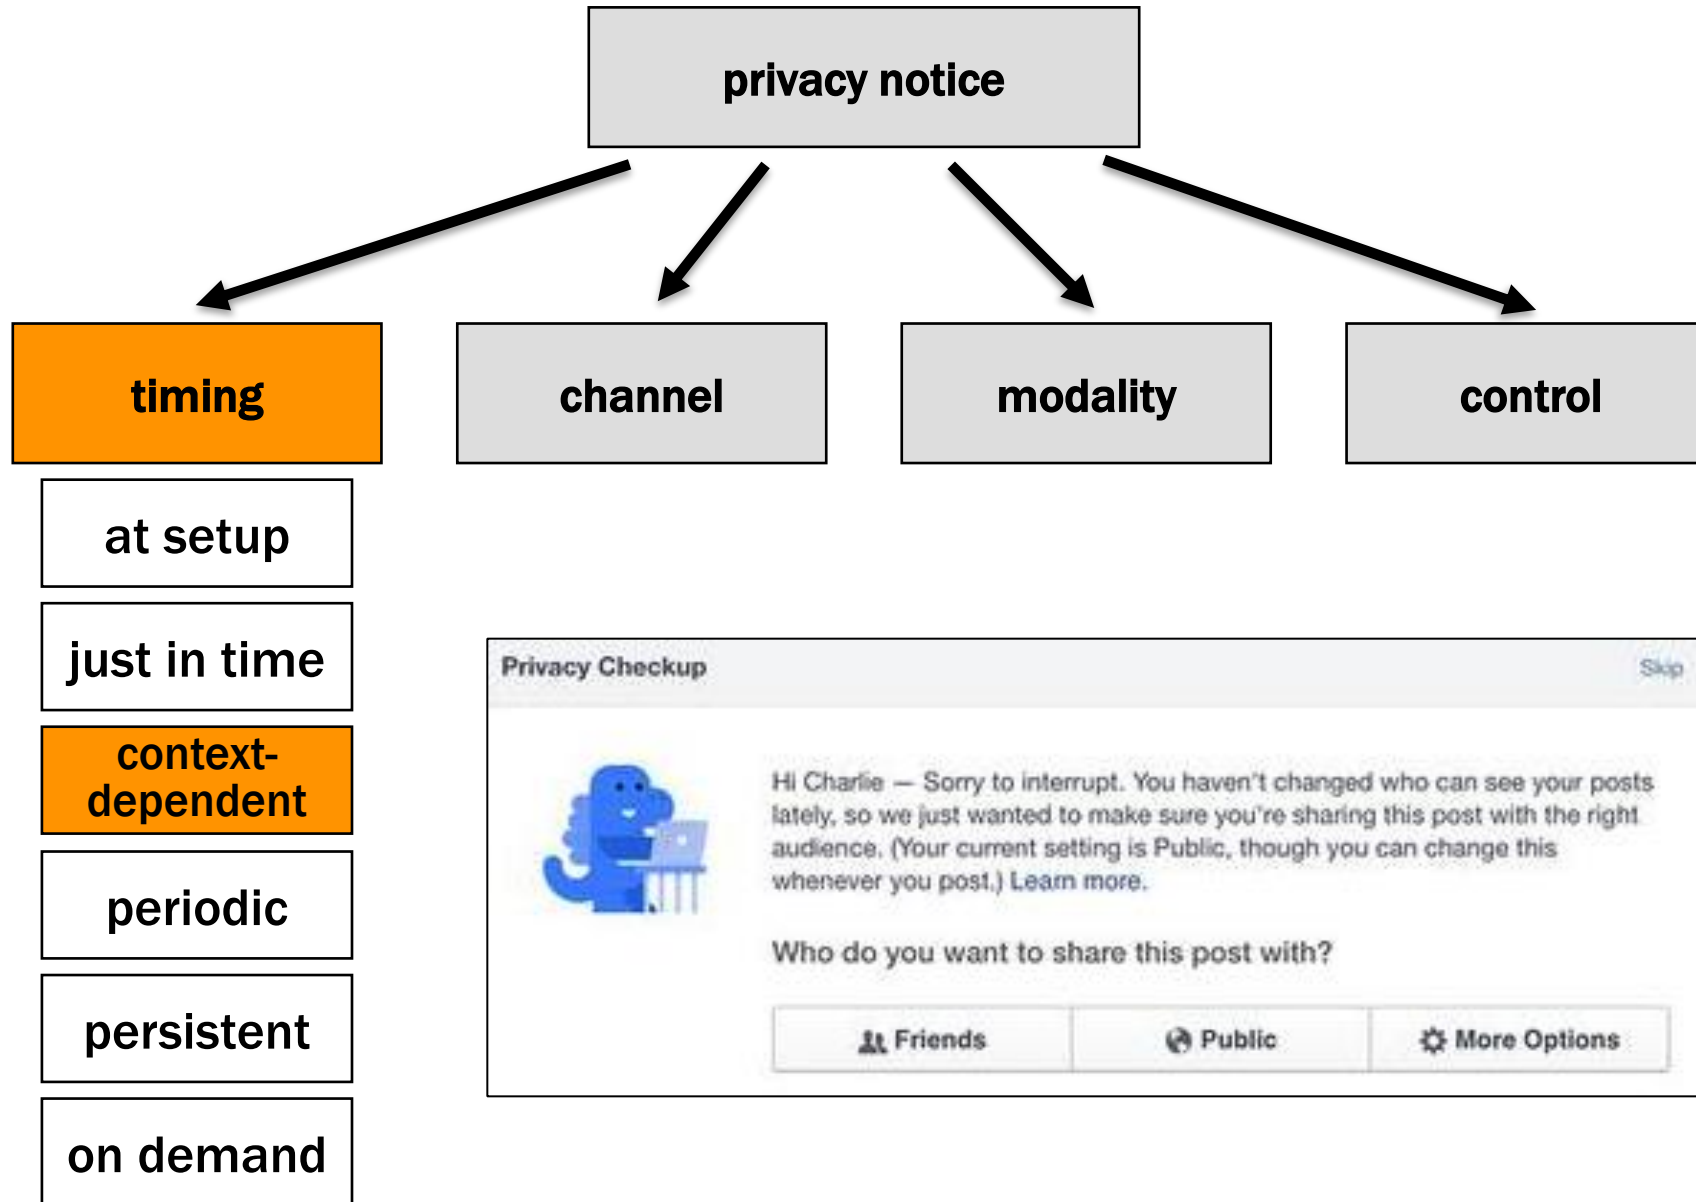 privacy notice
timing
channel
modality
control
at setup
just in time
context-
dependent
periodic
persistent
on demand
Privacy Checkup
Skip
Hi Charlie — Sorry to interrupt. You haven't changed who can see your posts
lately, so we just wanted to make sure you're sharing this post with the right
audience. (Your current setting is Public, though you can change this
whenever you post.) Learn more.
Who do you want to share this post with?
Friends
Public
More Options